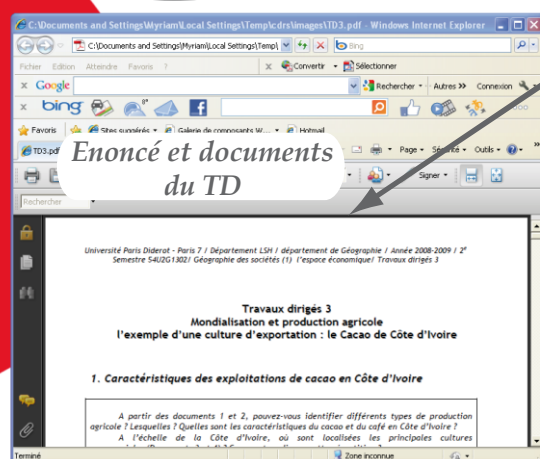 C:\Documents and Settings\Myriam\Local Settings\Temp\cdrs\images\TD3.pdf - Windows Internet Explorer
C:\Documents and Settings\Myriam\Local Settings\Temp\ Bing
Fichier Edition Atteindre Favoris ? x Convertir Sélectionner
x Google Rechercher Autres >> Connexion
x bing
Favoris Sites suggérés Galerie de composants W... Hotmail
TD3.pdf Page Sécurité Outils
Enoncé et documents
du TD
Signer
Rechercher
Université Paris Diderot - Paris 7 / Département LSH / département de Géographie / Année 2008-2009 / 2e
Semestre 54U2G1302/ Géographie des sociétés (1) l'espace économique/ Travaux dirigés 3
Travaux dirigés 3
Mondialisation et production agricole
l'exemple d'une culture d'exportation : le Cacao de Côte d'Ivoire
1. Caractéristiques des exploitations de cacao en Côte d'Ivoire
A partir des documents 1 et 2, pouvez-vous identifier différents types de production
agricole ? Lesquelles ? Quelles sont les caractéristiques du cacao et du café en Côte d'Ivoire ?
A l'échelle de la Côte d'Ivoire, où sont localisées les principales cultures
Terminé Zone inconnue